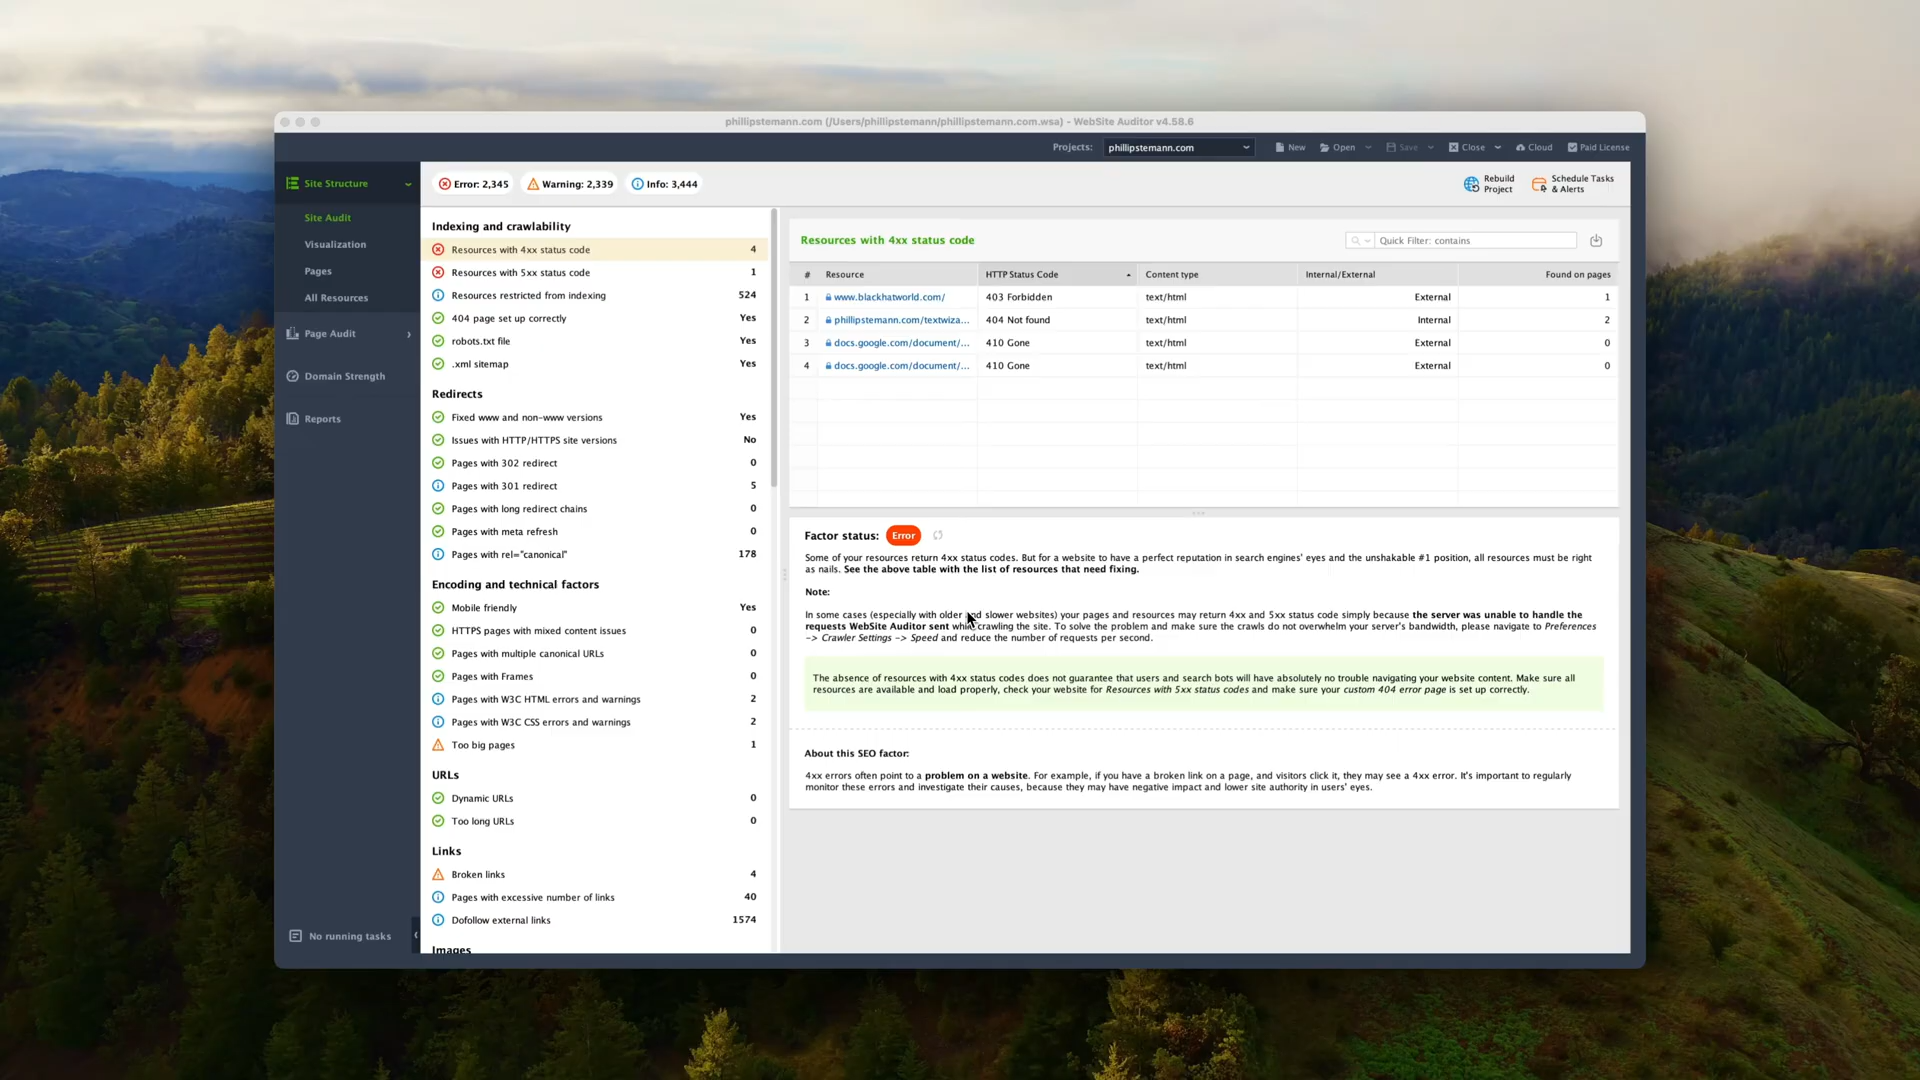 phillipstemann.com (/Users/phillipstemann/phillipstemann.com.wsa) - WebSite Auditor v4.58.6
Projects: phillipstemann.com New Open Save Close Cloud Paid License
Site Structure
Site Audit
Visualization
Pages
All Resources
Page Audit
Domain Strength
Reports
No running tasks
Error: 2,345 Warning: 2,339 Info: 3,444
Rebuild Project
Schedule Tasks & Alerts
Indexing and crawlability
Resources with 4xx status code 4
Resources with 5xx status code 1
Resources restricted from indexing 524
404 page set up correctly Yes
robots.txt file Yes
.xml sitemap Yes
Redirects
Fixed www and non-www versions Yes
Issues with HTTP/HTTPS site versions No
Pages with 302 redirect 0
Pages with 301 redirect 5
Pages with long redirect chains 0
Pages with meta refresh 0
Pages with rel="canonical" 178
Encoding and technical factors
Mobile friendly Yes
HTTPS pages with mixed content issues 0
Pages with multiple canonical URLs 0
Pages with Frames 0
Pages with W3C HTML errors and warnings 2
Pages with W3C CSS errors and warnings 2
Too big pages 1
URLs
Dynamic URLs 0
Too long URLs 0
Links
Broken links 4
Pages with excessive number of links 40
Dofollow external links 1574
Images
Resources with 4xx status code
Quick Filter: contains
# Resource HTTP Status Code Content type Internal/External Found on pages
1 www.blackhatworld.com/ 403 Forbidden text/html External 1
2 phillipstemann.com/textwiza... 404 Not found text/html Internal 2
3 docs.google.com/document/... 410 Gone text/html External 0
4 docs.google.com/document/... 410 Gone text/html External 0
Factor status: Error
Some of your resources return 4xx status codes. But for a website to have a perfect reputation in search engines' eyes and the unshakable #1 position, all resources must be right
as nails. See the above table with the list of resources that need fixing.
Note:
In some cases (especially with older and slower websites) your pages and resources may return 4xx and 5xx status code simply because the server was unable to handle the
requests WebSite Auditor sent while crawling the site. To solve the problem and make sure the crawls do not overwhelm your server's bandwidth, please navigate to Preferences
-> Crawler Settings -> Speed and reduce the number of requests per second.
The absence of resources with 4xx status codes does not guarantee that users and search bots will have absolutely no trouble navigating your website content. Make sure all
resources are available and load properly, check your website for Resources with 5xx status codes and make sure your custom 404 error page is set up correctly.
About this SEO factor:
4xx errors often point to a problem on a website. For example, if you have a broken link on a page, and visitors click it, they may see a 4xx error. It's important to regularly
monitor these errors and investigate their causes, because they may have negative impact and lower site authority in users' eyes.